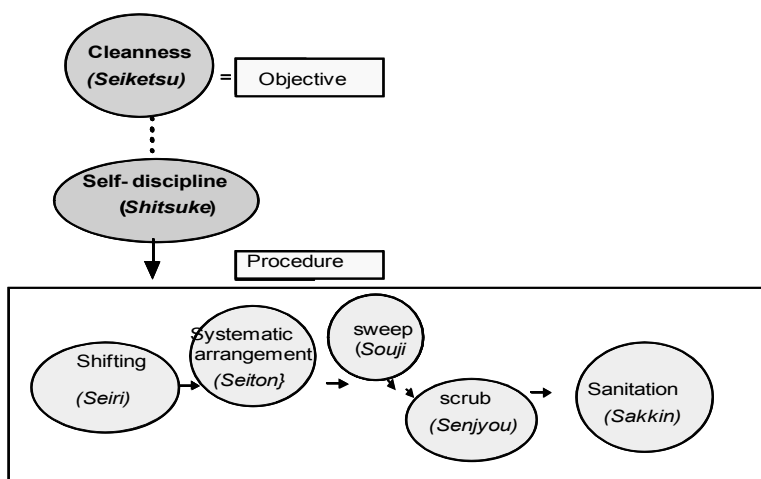 Cleanness
(Seiketsu)
=
Objective
Self- discipline
(Shitsuke)
Procedure
Shifting
(Seiri)
Systematic
arrangement
(Seiton}
sweep
(Souji
scrub
(Senjyou)
Sanitation
(Sakkin)